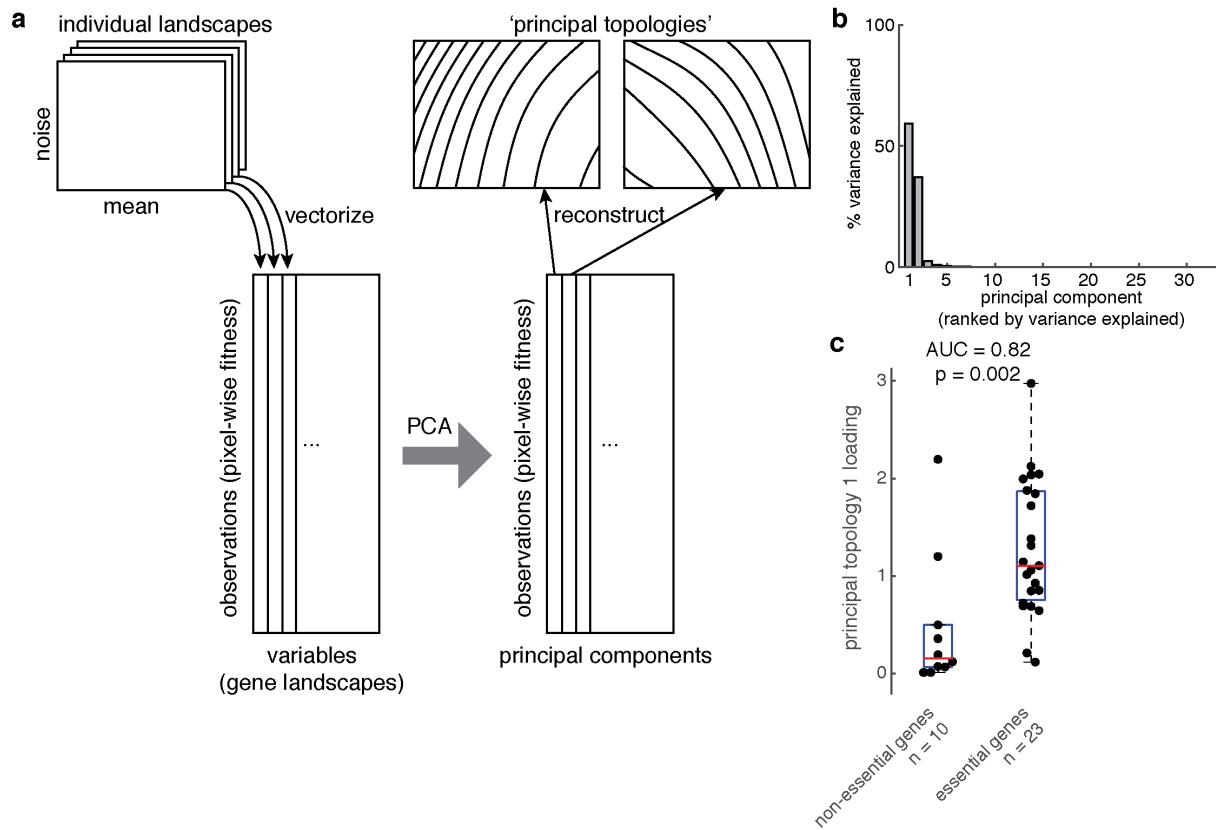 a
individual landscapes
noise
mean
vectorize
observations (pixel-wise fitness)
...
variables
(gene landscapes)
PCA
'principal topologies'
reconstruct
observations (pixel-wise fitness)
...
principal components
b
% variance explained
100
50
0
1 5 10 15 20 25 30
principal component
(ranked by variance explained)
c
AUC = 0.82
p = 0.002
principal topology 1 loading
3
2
1
0
non-essential genes
n = 10
essential genes
n = 23